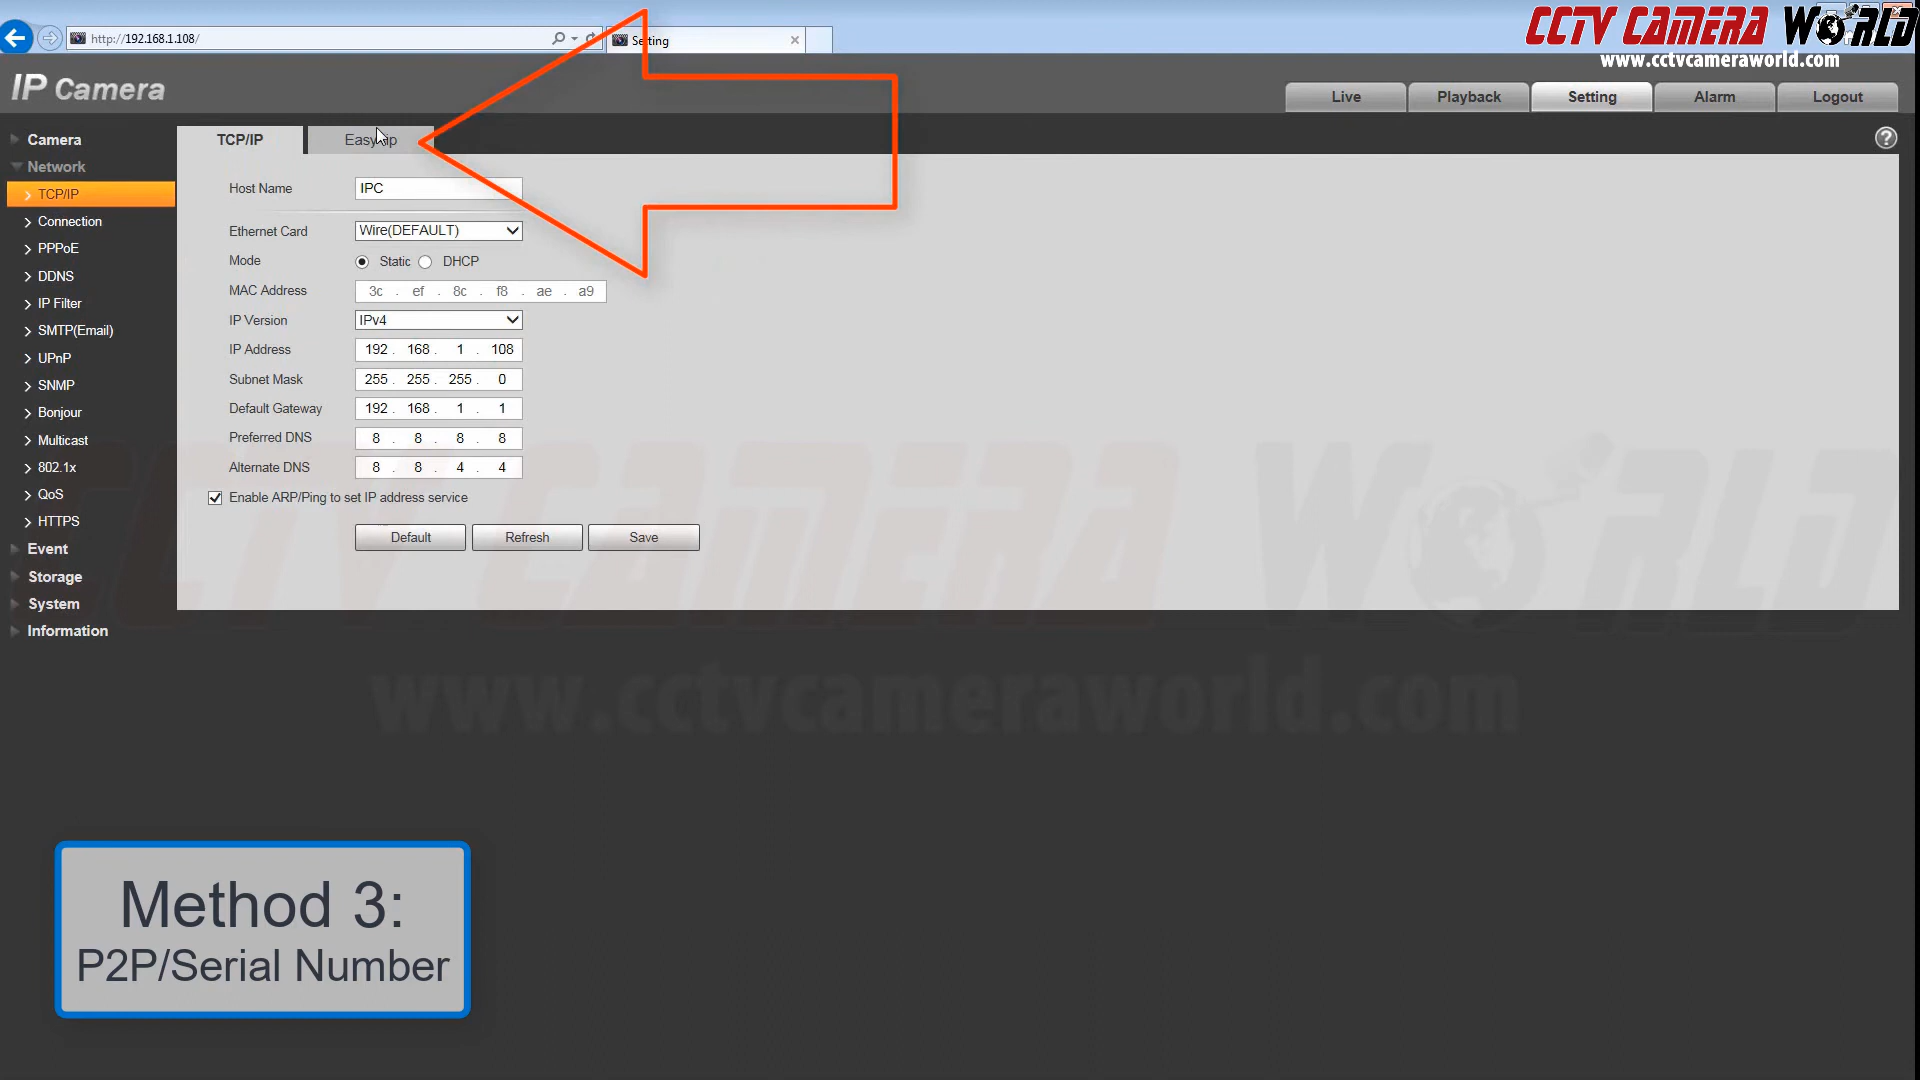 CCTV CAMERA WORLD
www.cctvcameraworld.com
http://192.168.1.108/
Setting
IP Camera
Live
Playback
Setting
Alarm
Logout
Camera
Network
TCP/IP
Connection
PPPoE
DDNS
IP Filter
SMTP(Email)
UPnP
SNMP
Bonjour
Multicast
802.1x
QoS
HTTPS
Event
Storage
System
Information
TCP/IP
Easy4ip
Host Name IPC
Ethernet Card Wire(DEFAULT)
Mode Static DHCP
MAC Address 3c . ef . 8c . f8 . ae . a9
IP Version IPv4
IP Address 192 . 168 . 1 . 108
Subnet Mask 255 . 255 . 255 . 0
Default Gateway 192 . 168 . 1 . 1
Preferred DNS 8 . 8 . 8 . 8
Alternate DNS 8 . 8 . 4 . 4
Enable ARP/Ping to set IP address service
Default Refresh Save
CCTV CAMERA WORLD
www.cctvcameraworld.com
Method 3:
P2P/Serial Number